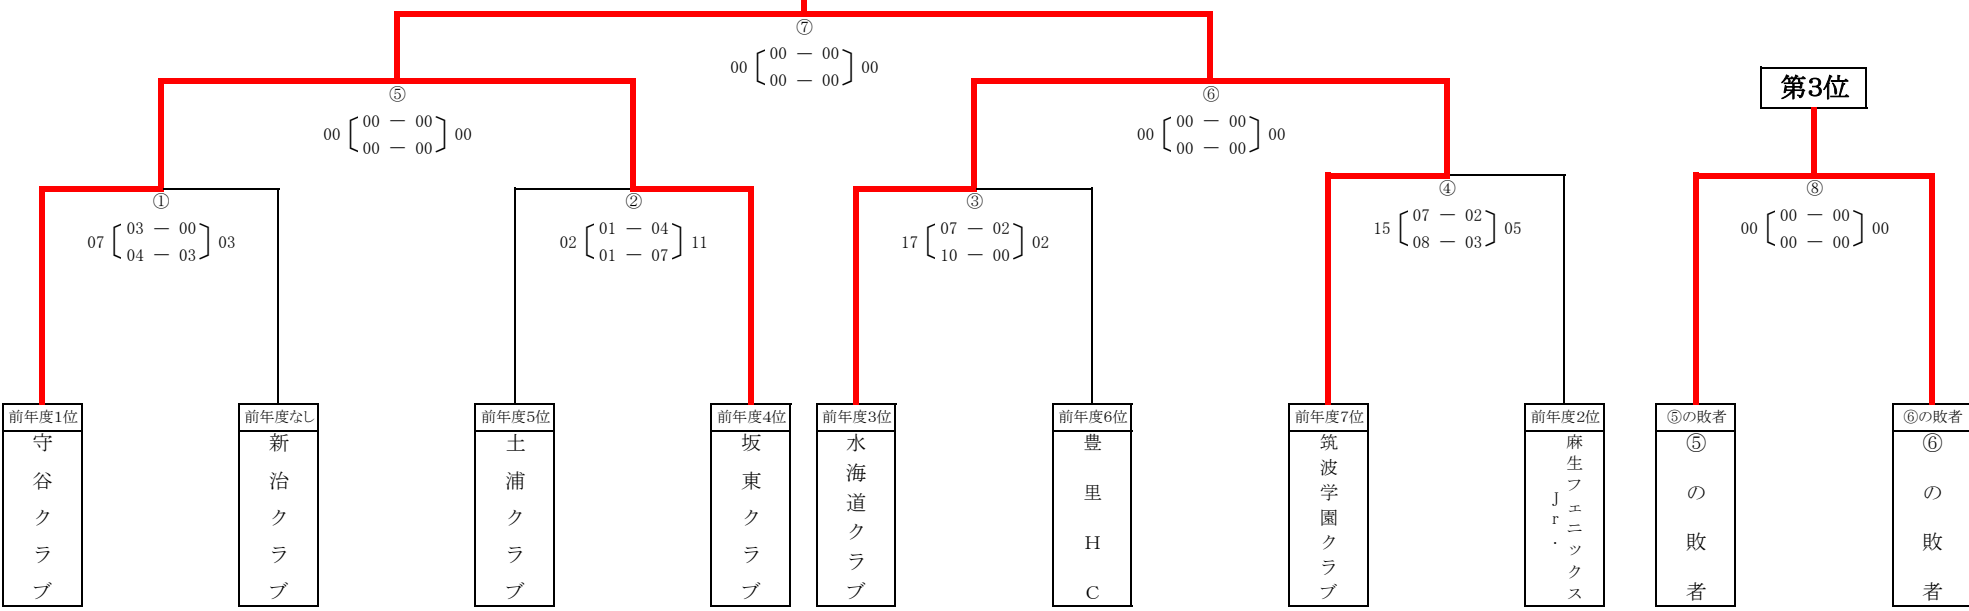 ⑦
00 － 00
00 00
00 － 00
⑤
00 － 00
00 00
00 － 00
⑥
00 － 00
00 00
00 － 00
第3位
①
03 － 00
07 03
04 － 03
②
01 － 04
02 11
01 － 07
③
07 － 02
17 02
10 － 00
④
07 － 02
15 05
08 － 03
⑧
00 － 00
00 00
00 － 00
前年度1位
守谷クラブ
前年度なし
新治クラブ
前年度5位
土浦クラブ
前年度4位
坂東クラブ
前年度3位
水海道クラブ
前年度6位
豊里HC
前年度7位
筑波学園クラブ
前年度2位
麻生フェニックス
Jr.
⑤の敗者
⑤の敗者
⑥の敗者
⑥の敗者